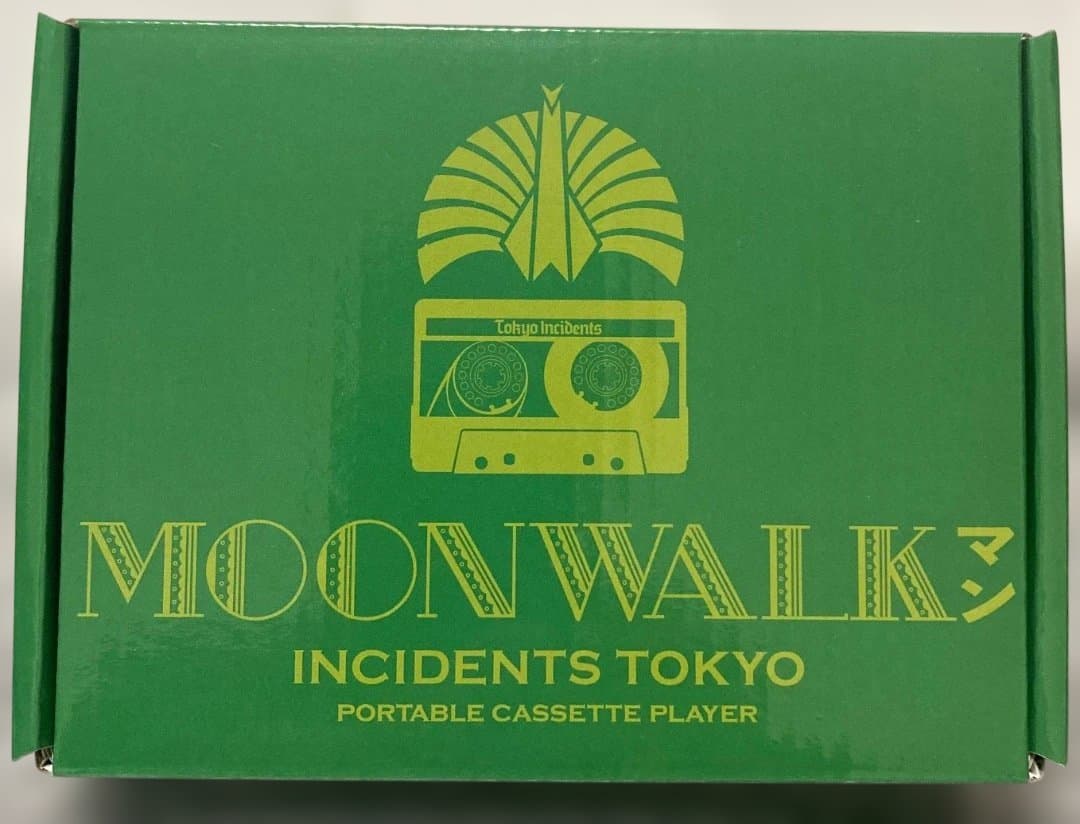 Tokyo Incidents
MOONWALKマン
INCIDENTS TOKYO
PORTABLE CASSETTE PLAYER